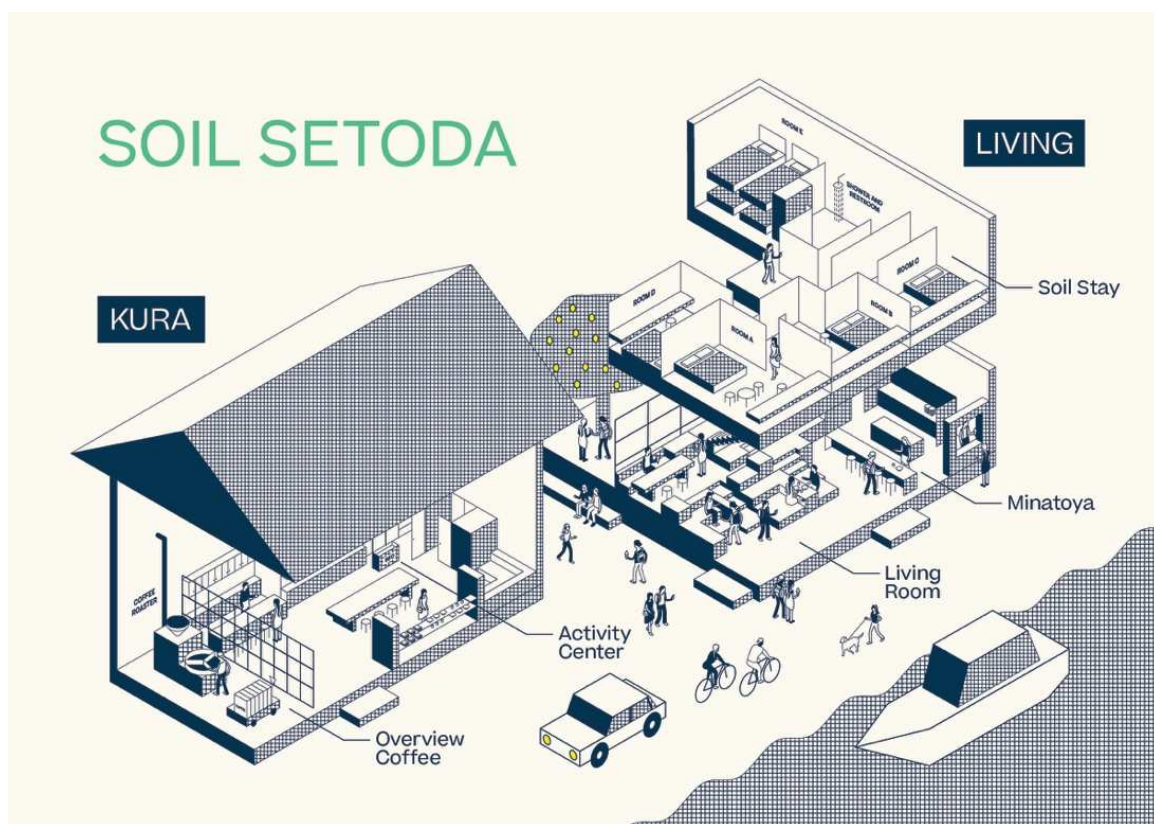 SOIL SETODA
LIVING
KURA
ROOM E
SHOWER AND
RESTROOM
ROOM C
Soil Stay
ROOM D
ROOM B
ROOM A
Minatoya
Living
Room
COFFEE
ROASTER
Activity
Center
Overview
Coffee